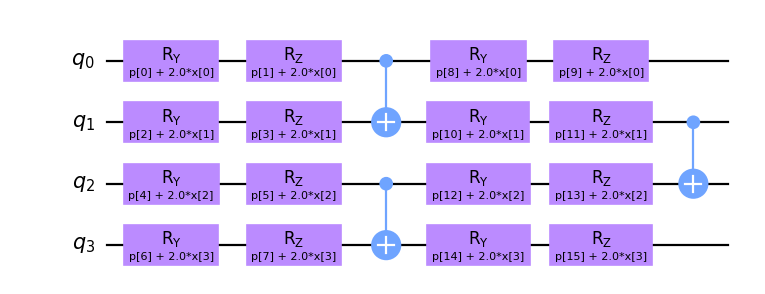 q0 RY RZ RY RZ
p[0] + 2.0*x[0] p[1] + 2.0*x[0] p[8] + 2.0*x[0] p[9] + 2.0*x[0]
q1 RY RZ RY RZ
p[2] + 2.0*x[1] p[3] + 2.0*x[1] p[10] + 2.0*x[1] p[11] + 2.0*x[1]
q2 RY RZ RY RZ
p[4] + 2.0*x[2] p[5] + 2.0*x[2] p[12] + 2.0*x[2] p[13] + 2.0*x[2]
q3 RY RZ RY RZ
p[6] + 2.0*x[3] p[7] + 2.0*x[3] p[14] + 2.0*x[3] p[15] + 2.0*x[3]